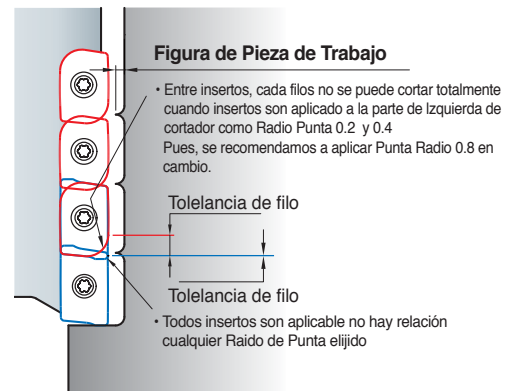 Figura de Pieza de Trabajo
• Entre insertos, cada filos no se puede cortar totalmente
cuando insertos son aplicado a la parte de Izquierda de
cortador como Radio Punta 0.2 y 0.4
Pues, se recomendamos a aplicar Punta Radio 0.8 en
cambio.
Tolelancia de filo
Tolelancia de filo
• Todos insertos son aplicable no hay relación
cualquier Raido de Punta elijido